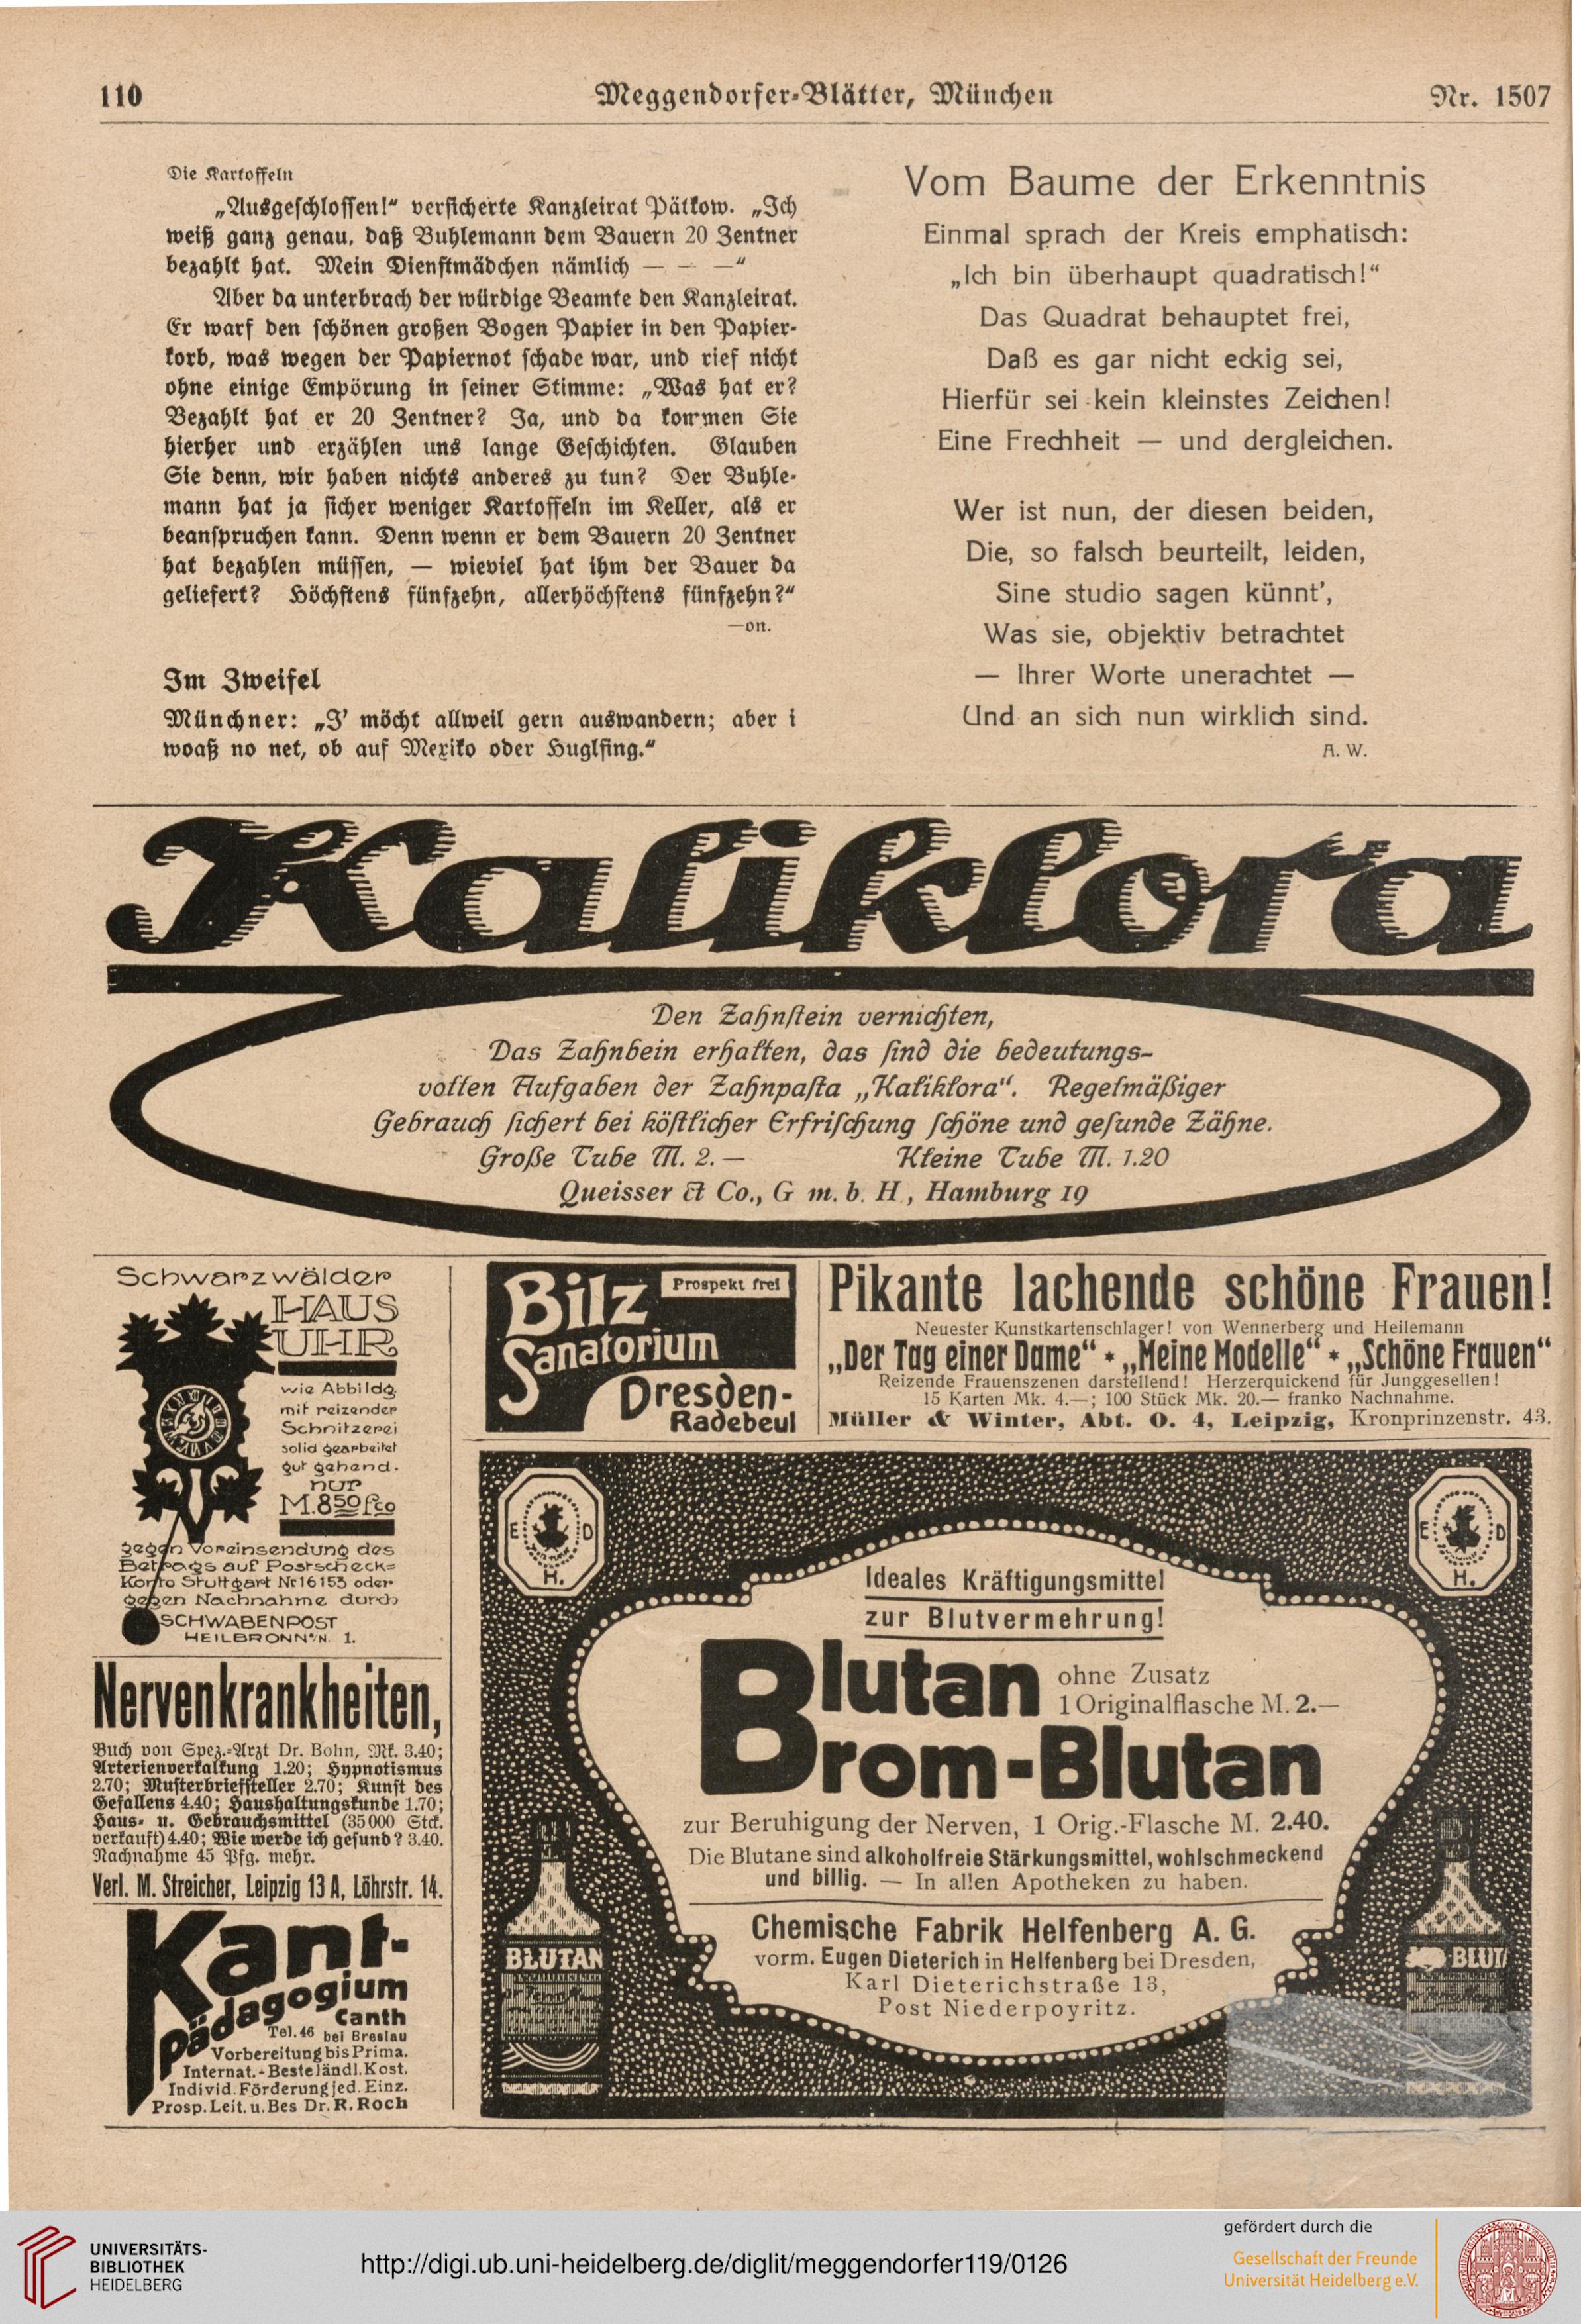 110
Meggendorfer-Blätter, München
Nr. 1507
Die Kartoffeln
„Ausgeschlossen!“ versicherte Kanzleirat Pätkow. „Ich
weiß ganz genau, daß Buhlemann dem Bauern 20 Zentner
bezahlt hat. Mein Dienstmädchen nämlich — — —“
Aber da unterbrach der würdige Beamte den Kanzleirat.
Er warf den schönen großen Bogen Papier in den Papier-
korb, was wegen der Papiernot schade war, und rief nicht
ohne einige Empörung in seiner Stimme: „Was hat er?
Bezahlt hat er 20 Zentner? Ja, und da kommen Sie
hierher und erzählen uns lange Geschichten. Glauben
Sie denn, wir haben nichts anderes zu tun? Der Buhle-
mann hat ja sicher weniger Kartoffeln im Keller, als er
beanspruchen kann. Denn wenn er dem Bauern 20 Zentner
hat bezahlen müssen, — wieviel hat ihm der Bauer da
geliefert? Höchstens fünfzehn, allerhöchstens fünfzehn?“
—on.
Im Zweifel
Münchner: „I’ möcht allweil gern auswandern; aber i
woaß no net, ob auf Mexiko oder Huglfing.“
Vom Baume der Erkenntnis
Einmal sprach der Kreis emphatisch:
„Ich bin überhaupt quadratisch!“
Das Quadrat behauptet frei,
Daß es gar nicht eckig sei,
Hierfür sei kein kleinstes Zeichen!
Eine Frechheit — und dergleichen.
Wer ist nun, der diesen beiden,
Die, so falsch beurteilt, leiden,
Sine studio sagen künnt’,
Was sie, objektiv betrachtet
— Ihrer Worte unerachtet —
Und an sich nun wirklich sind.
A. W.
Kaliklora
Den Zahnstein vernichten,
Das Zahnbein erhalten, das sind die bedeutungs-
vollen Aufgaben der Zahnpasta „Kaliklora“. Regelmäßiger
Gebrauch sichert bei köstlicher Erfrischung schöne und gesunde Zähne.
Große Tube M. 2.— Kleine Tube M. 1.20
Queisser & Co., G m. b. H., Hamburg 19
Schwarzwälder
HAUS
UHR
wie Abbildg.
mit reizender
Schnitzerei
solid gearbeitet
gut gehend.
nur
M.8 50 fco
gegen Voreinsendung des
Betrags auf Postscheck=
Konto Stuttgart Nr 16153 oder
gegen Nachnahme durch
SCHWABENPOST
HEILBRONN a/N. 1.
Nervenkrankheiten,
Buch von Spez.-Arzt Dr. Bohn, Mk. 3.40;
Arterienverkalkung 1.20; Hypnotismus
2.70; Musterbriefsteller 2.70; Kunst des
Gefallens 4.40; Haushaltungskunde 1.70;
Haus- u. Gebrauchsmittel (35000 Stck.
verkauft) 4.40; Wie werde ich gesund? 3.40.
Nachnahme 45 Pfg. mehr.
Verl. M. Streicher, Leipzig 13 A, Löhrstr. 14.
Kant-
Pädagogium
Canth
Tel. 46 bei Breslau
Vorbereitung bis Prima.
Internat.-Beste ländl. Kost.
Individ. Förderung jed. Einz.
Prosp. Leit. u. Bes Dr. R. Roch
Bilz
Prospekt frei
Sanatorium
Dresden-
Radebeul
Pikante lachende schöne Frauen!
Neuester Kunstkartenschlager! von Wennerberg und Heilemann
„Der Tag einer Dame“ * „Meine Modelle“ * „Schöne Frauen“
Reizende Frauenszenen darstellend! Herzerquickend für Junggesellen!
15 Karten Mk. 4.—; 100 Stück Mk. 20.— franko Nachnahme.
Müller & Winter, Abt. O. 4, Leipzig, Kronprinzenstr. 43.
E D
H.
E D
H.
Ideales Kräftigungsmittel
zur Blutvermehrung!
Blutan
ohne Zusatz
1 Originalflasche M. 2.—
Brom-Blutan
zur Beruhigung der Nerven, 1 Orig.-Flasche M. 2.40.
Die Blutane sind alkoholfreie Stärkungsmittel, wohlschmeckend
und billig. — In allen Apotheken zu haben.
Chemische Fabrik Helfenberg A. G.
vorm. Eugen Dieterich in Helfenberg bei Dresden,
Karl Dieterichstraße 13,
Post Niederpoyritz.
BLUTAN
BLUT
UNIVERSITÄTS-
BIBLIOTHEK
HEIDELBERG
http://digi.ub.uni-heidelberg.de/diglit/meggendorfer119/0126
gefördert durch die
Gesellschaft der Freunde
Universität Heidelberg e.V.